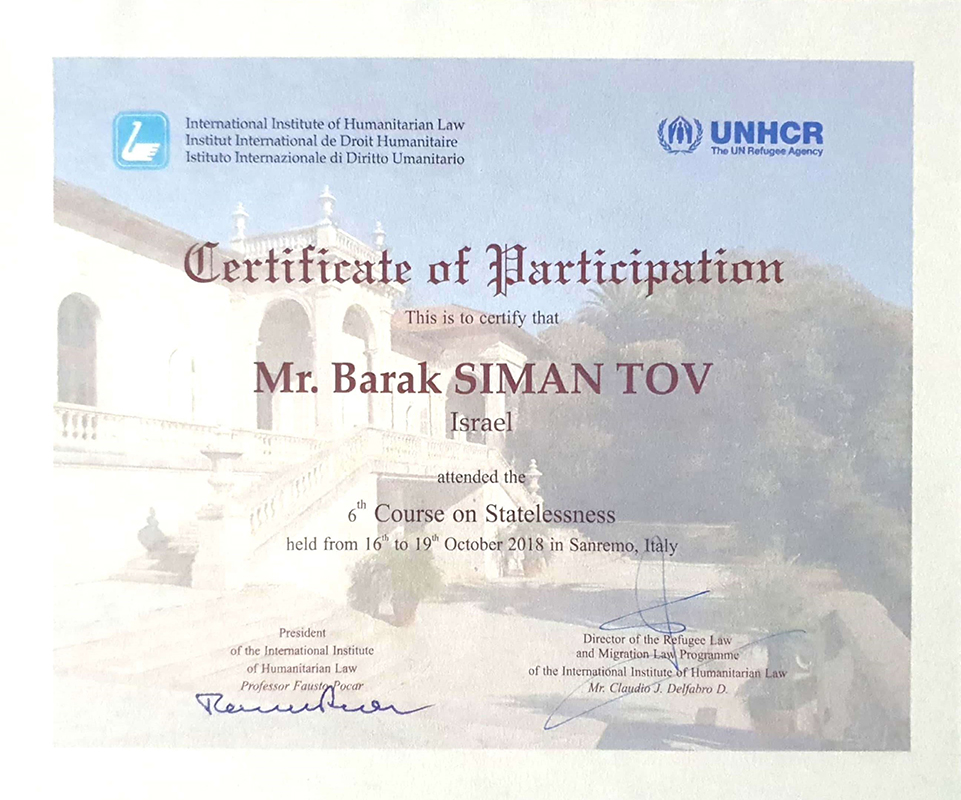 International Institute of Humanitarian Law
Institut International de Droit Humanitaire
Istituto Internazionale di Diritto Umanitario
UNHCR
The UN Refugee Agency
Certificate of Participation
This is to certify that
Mr. Barak SIMAN TOV
Israel
attended the
6th Course on Statelessness
held from 16th to 19th October 2018 in Sanremo, Italy
President
of the International Institute
of Humanitarian Law
Professor Fausto Pocar
Director of the Refugee Law
and Migration Law Programme
of the International Institute of Humanitarian Law
Mr. Claudio J. Delfabro D.